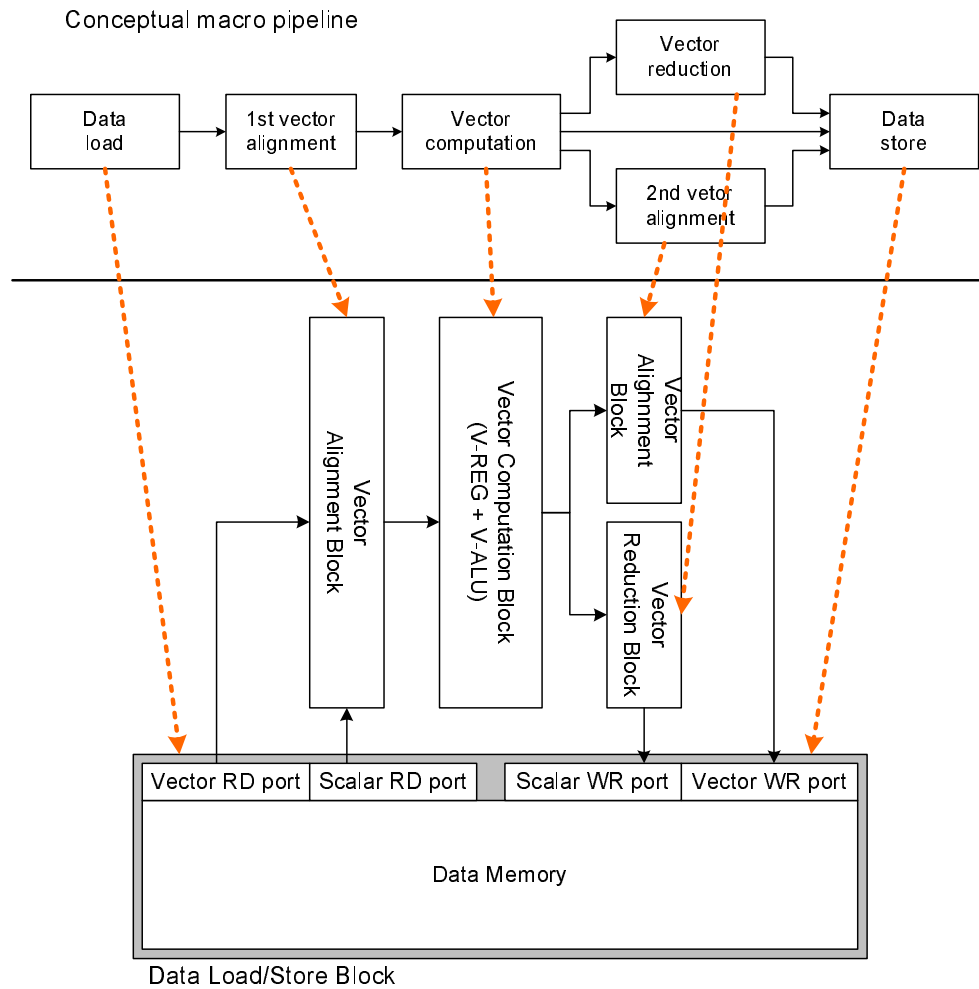 Conceptual macro pipeline
Vector
reduction
Data
load
1st vector
alignment
Vector
computation
Data
store
2nd vetor
alignment
Vector
Alignment Block
Vector Computation Block
(V-REG + V-ALU)
Vector
Alighnment
Block
Vector
Reduction Block
Vector RD port
Scalar RD port
Scalar WR port
Vector WR port
Data Memory
Data Load/Store Block